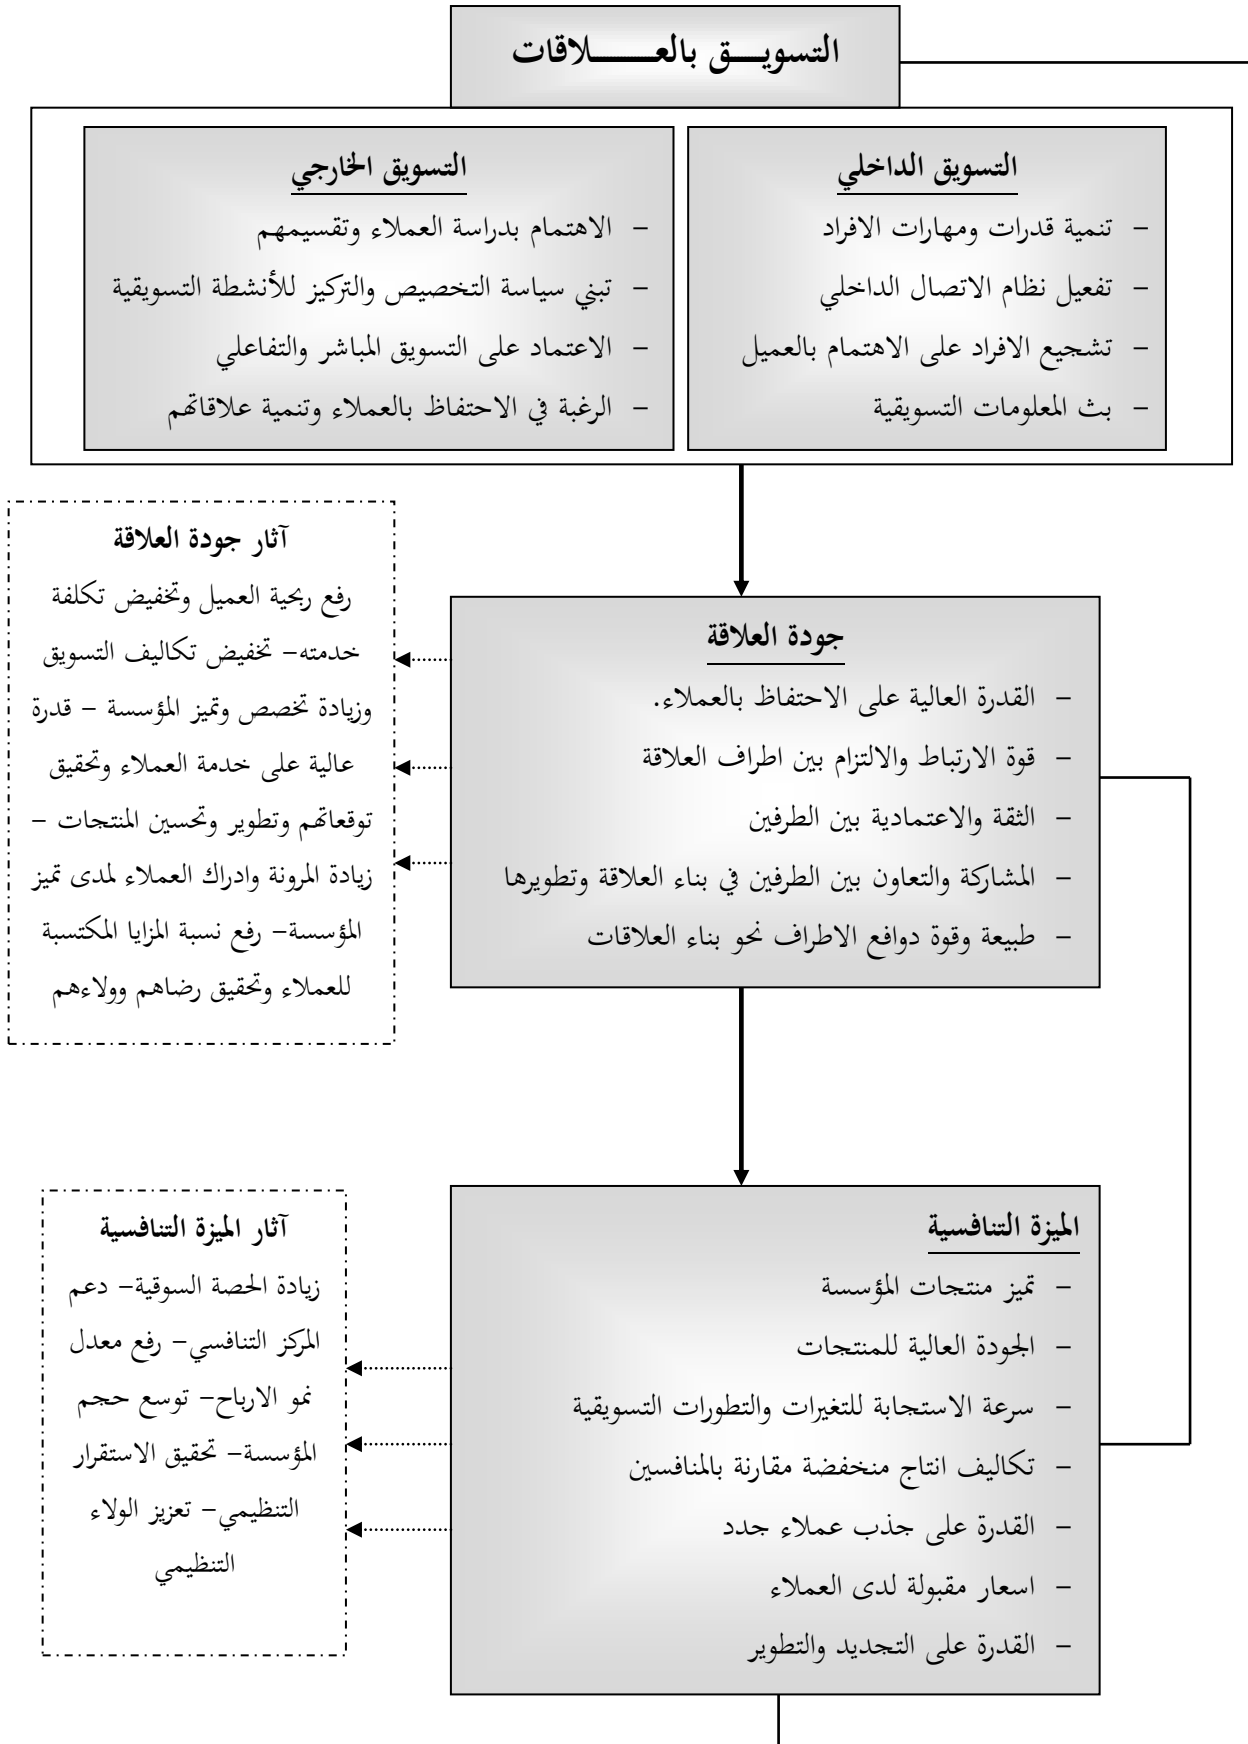 التسويـــق بالعـــــــلاقات
التسويق الداخلي
– تنمية قدرات ومهارات الافراد
– تفعيل نظام الاتصال الداخلي
– تشجيع الافراد على الاهتمام بالعميل
– بث المعلومات التسويقية
التسويق الخارجي
– الاهتمام بدراسة العملاء وتقسيمهم
– تبني سياسة التخصيص والتركيز للأنشطة التسويقية
– الاعتماد على التسويق المباشر والتفاعلي
– الرغبة في الاحتفاظ بالعملاء وتنمية علاقاتهم
جودة العلاقة
– القدرة العالية على الاحتفاظ بالعملاء.
– قوة الارتباط والالتزام بين اطراف العلاقة
– الثقة والاعتمادية بين الطرفين
– المشاركة والتعاون بين الطرفين في بناء العلاقة وتطويرها
– طبيعة وقوة دوافع الاطراف نحو بناء العلاقات
آثار جودة العلاقة
رفع ربحية العميل وتخفيض تكلفة
خدمته– تخفيض تكاليف التسويق
وزيادة تخصص وتميز المؤسسة – قدرة
عالية على خدمة العملاء وتحقيق
توقعاتهم وتطوير وتحسين المنتجات –
زيادة المرونة وادراك العملاء لمدى تميز
المؤسسة– رفع نسبة المزايا المكتسبة
للعملاء وتحقيق رضاهم وولاءهم
الميزة التنافسية
– تميز منتجات المؤسسة
– الجودة العالية للمنتجات
– سرعة الاستجابة للتغيرات والتطورات التسويقية
– تكاليف انتاج منخفضة مقارنة بالمنافسين
– القدرة على جذب عملاء جدد
– اسعار مقبولة لدى العملاء
– القدرة على التجديد والتطوير
آثار الميزة التنافسية
زيادة الحصة السوقية– دعم
المركز التنافسي– رفع معدل
نمو الارباح– توسع حجم
المؤسسة– تحقيق الاستقرار
التنظيمي– تعزيز الولاء
التنظيمي